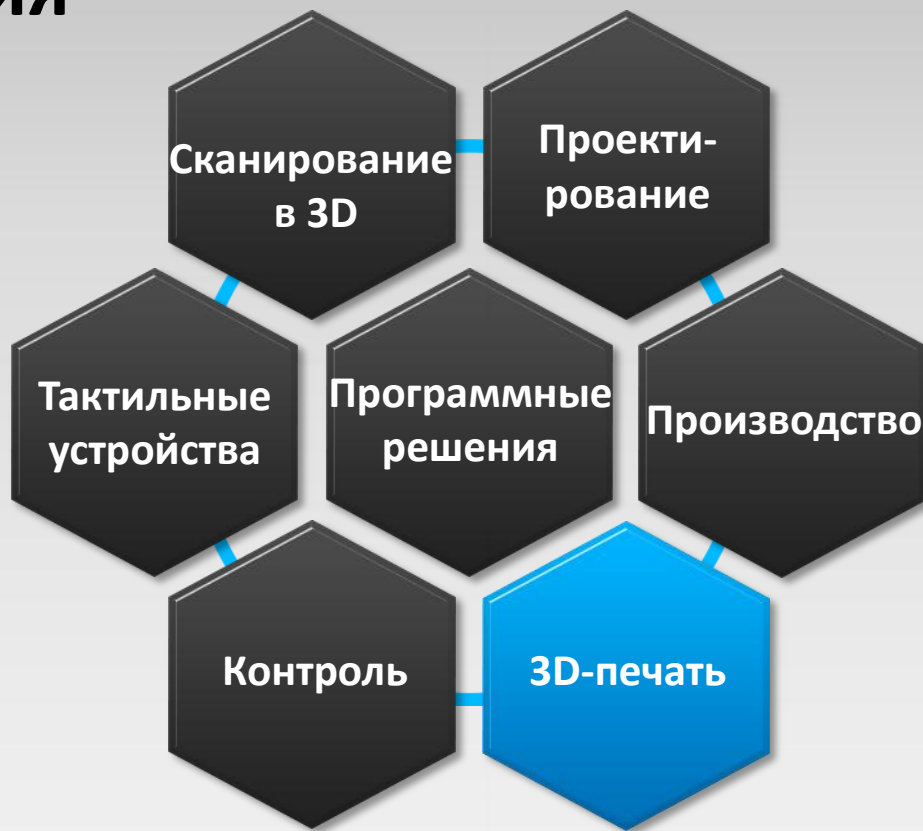 Сканирование
в 3D
Проекти-
рование
Тактильные
устройства
Программные
решения
Производство
Контроль
3D-печать